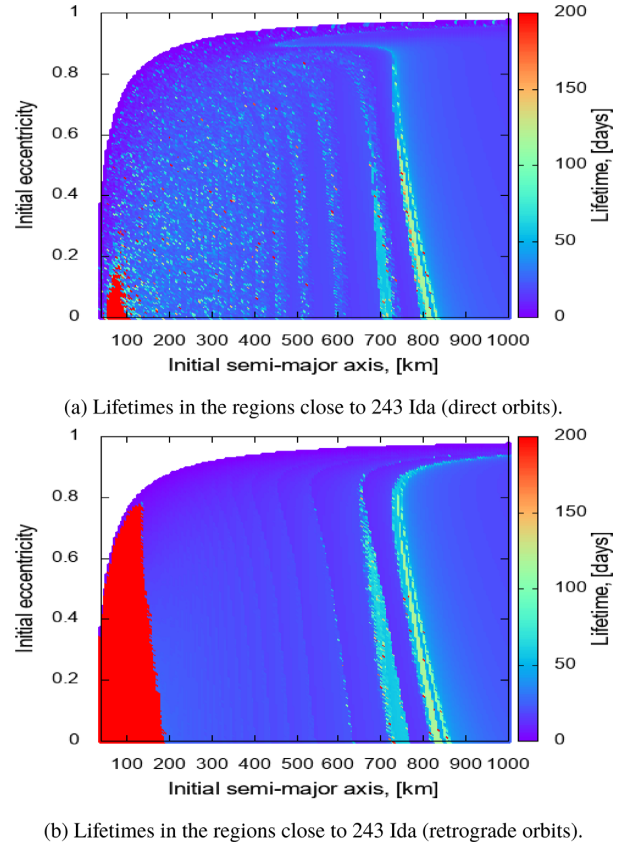 1
0.8
0.6
0.4
0.2
0
Initial eccentricity
100 200 300 400 500 600 700 800 900 1000
Initial semi-major axis, [km]
200
150
100
50
0
Lifetime, [days]
(a) Lifetimes in the regions close to 243 Ida (direct orbits).
1
0.8
0.6
0.4
0.2
0
Initial eccentricity
100 200 300 400 500 600 700 800 900 1000
Initial semi-major axis, [km]
200
150
100
50
0
Lifetime, [days]
(b) Lifetimes in the regions close to 243 Ida (retrograde orbits).